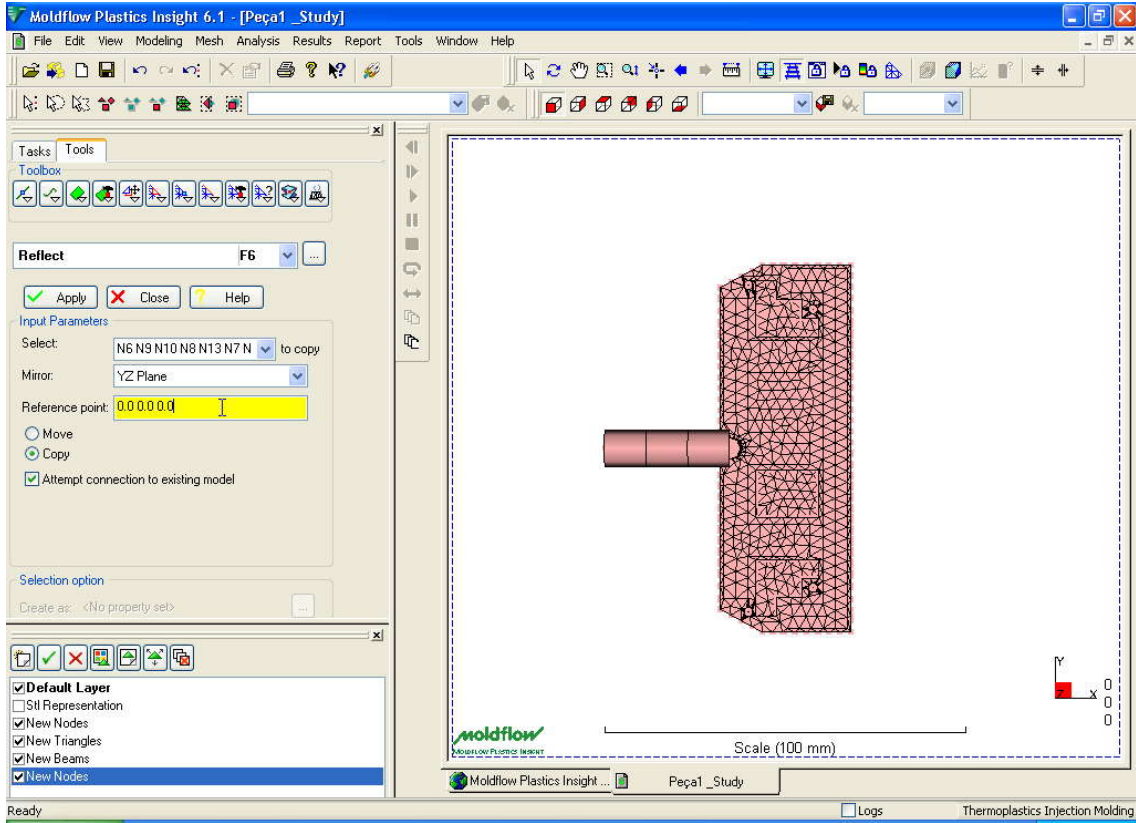 Moldflow Plastics Insight 6.1 - [Peça1 _Study]
File Edit View Modeling Mesh Analysis Results Report Tools Window Help
Tasks Tools
Toolbox
Reflect F6 ...
Apply Close ? Help
Input Parameters
Select: N6 N9 N10 N8 N13 N7 N to copy
Mirror: YZ Plane
Reference point: 0.0 0.0 0.0
Move
Copy
Attempt connection to existing model
Selection option
Create as: <No property set> ...
Default Layer
Stl Representation
New Nodes
New Triangles
New Beams
New Nodes
Y
Z X
0
0
0
moldflow
MOLDFLOW PLASTICS INSIGHT
Scale (100 mm)
Moldflow Plastics Insight ... Peça1 _Study
Ready Logs Thermoplastics Injection Molding